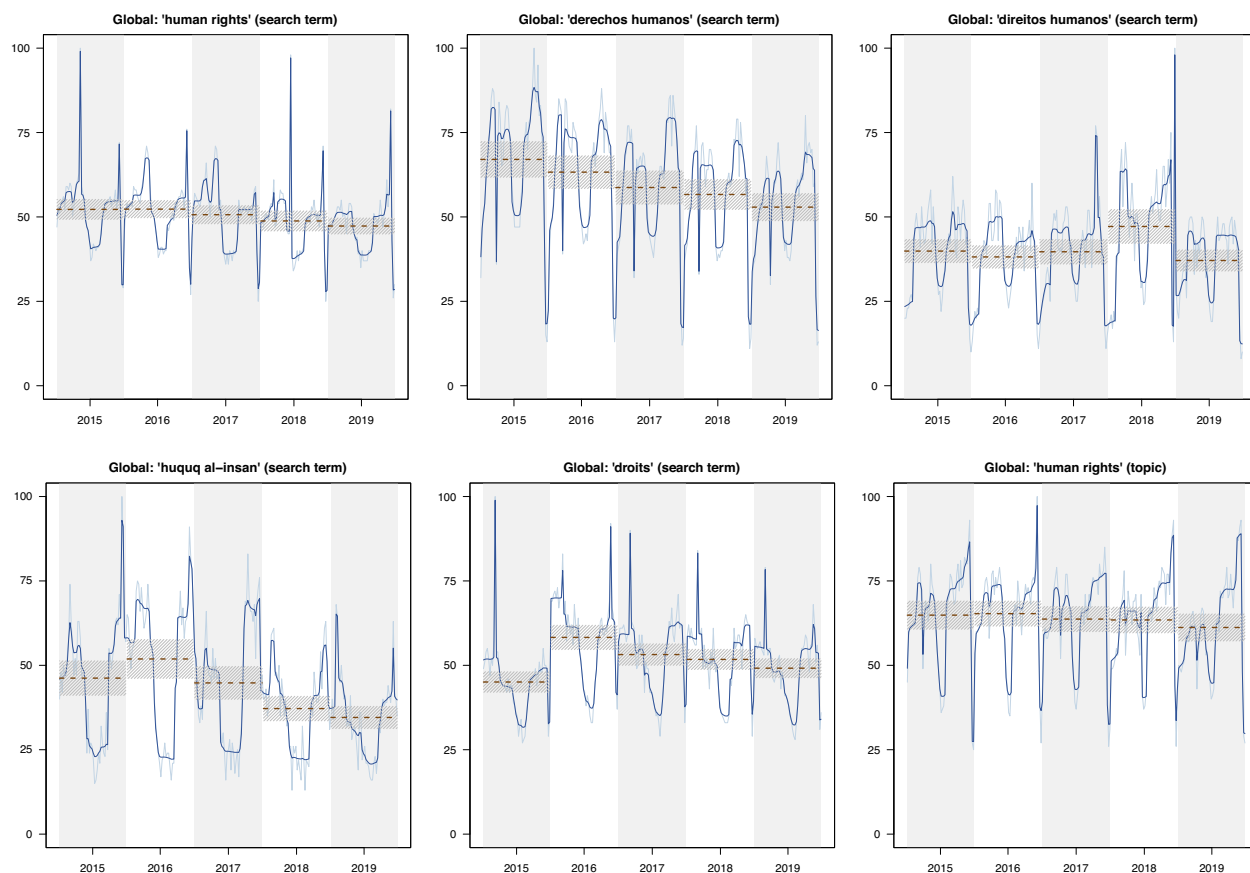 Global: 'human rights' (search term)
Global: 'derechos humanos' (search term)
Global: 'direitos humanos' (search term)
100
75
50
25
0
2015 2016 2017 2018 2019
100
75
50
25
0
2015 2016 2017 2018 2019
100
75
50
25
0
2015 2016 2017 2018 2019
Global: 'huquq al−insan' (search term)
Global: 'droits' (search term)
Global: 'human rights' (topic)
100
75
50
25
0
2015 2016 2017 2018 2019
100
75
50
25
0
2015 2016 2017 2018 2019
100
75
50
25
0
2015 2016 2017 2018 2019